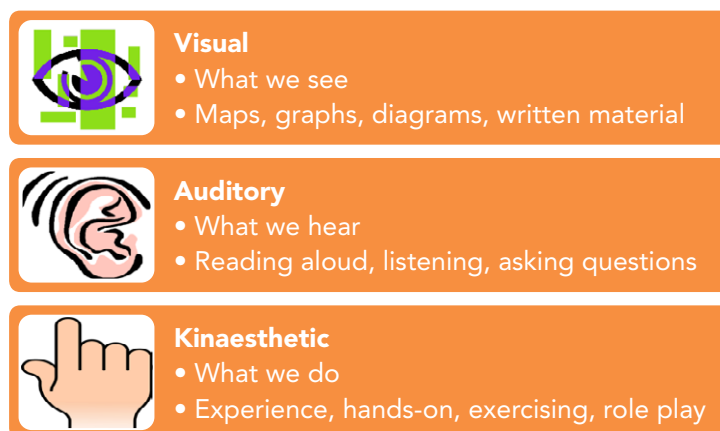 Visual
• What we see
• Maps, graphs, diagrams, written material
Auditory
• What we hear
• Reading aloud, listening, asking questions
Kinaesthetic
• What we do
• Experience, hands-on, exercising, role play